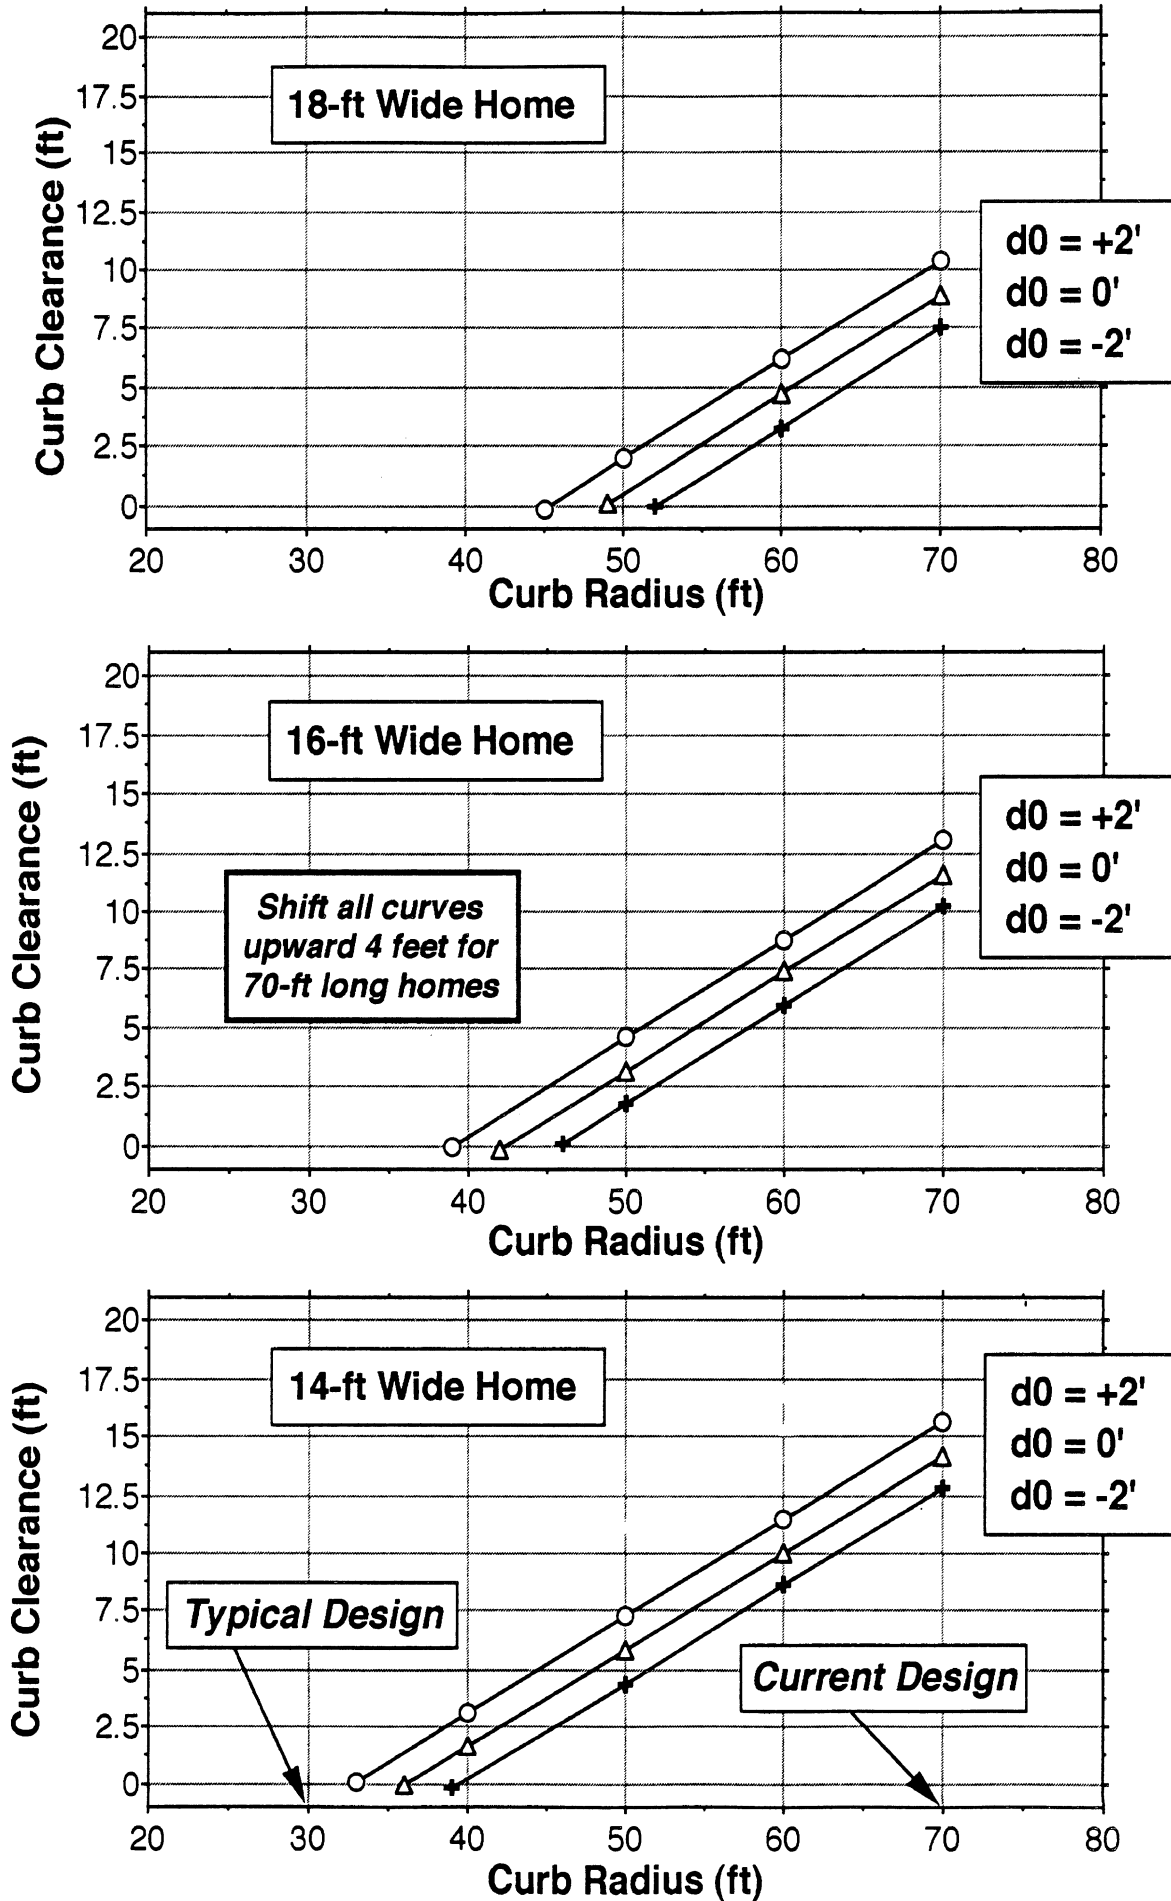 20
17.5
15
12.5
10
7.5
5
2.5
0
Curb Clearance (ft)
18-ft Wide Home
d0 = +2'
d0 = 0'
d0 = -2'
20 30 40 50 60 70 80
Curb Radius (ft)
20
17.5
15
12.5
10
7.5
5
2.5
0
Curb Clearance (ft)
16-ft Wide Home
Shift all curves
upward 4 feet for
70-ft long homes
d0 = +2'
d0 = 0'
d0 = -2'
20 30 40 50 60 70 80
Curb Radius (ft)
20
17.5
15
12.5
10
7.5
5
2.5
0
Curb Clearance (ft)
14-ft Wide Home
d0 = +2'
d0 = 0'
d0 = -2'
Typical Design
Current Design
20 30 40 50 60 70 80
Curb Radius (ft)